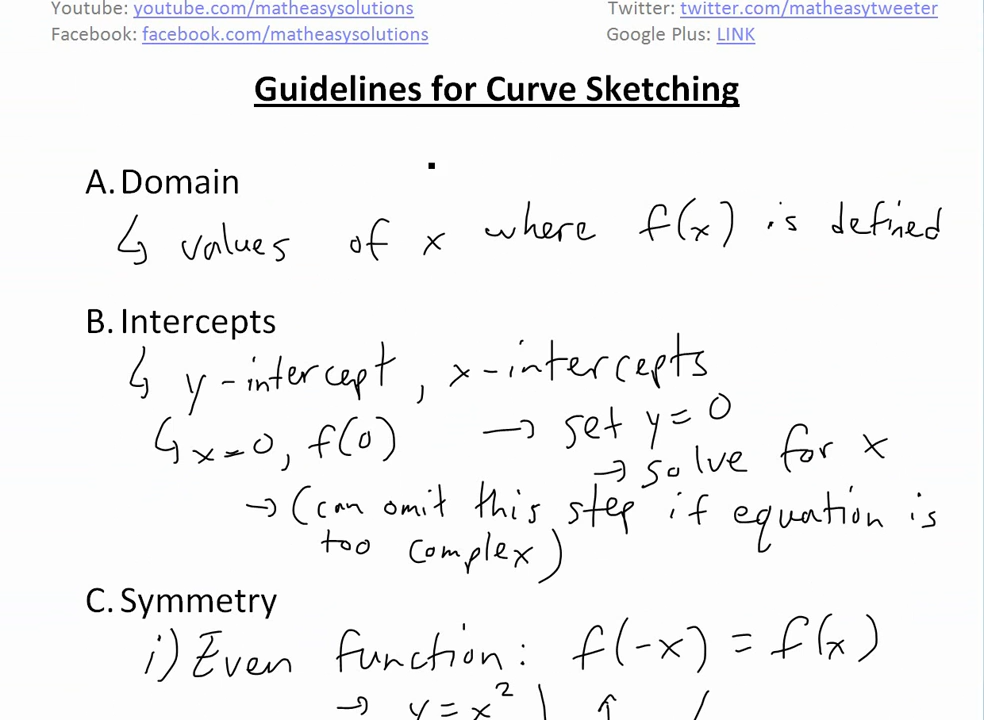 Youtube: youtube.com/matheasysolutions Twitter: twitter.com/matheasytweeter
Facebook: facebook.com/matheasysolutions Google Plus: LINK
Guidelines for Curve Sketching
A. Domain
↳ values of x where f(x) is defined
B. Intercepts
↳ y-intercept, x-intercepts
↳ x=0, f(0) → set y=0
→ solve for x
→ (can omit this step if equation is
too complex)
C. Symmetry
i) Even function: f(-x) = f(x)
→ y = x²